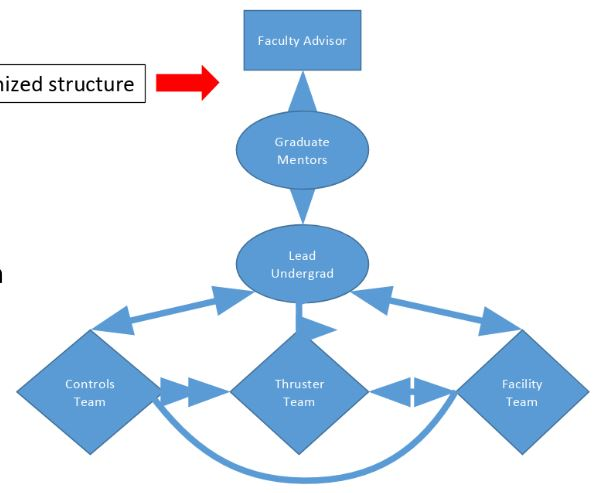 Faculty Advisor
nized structure
Graduate
Mentors
Lead
Undergrad
Controls
Team
Thruster
Team
Facility
Team